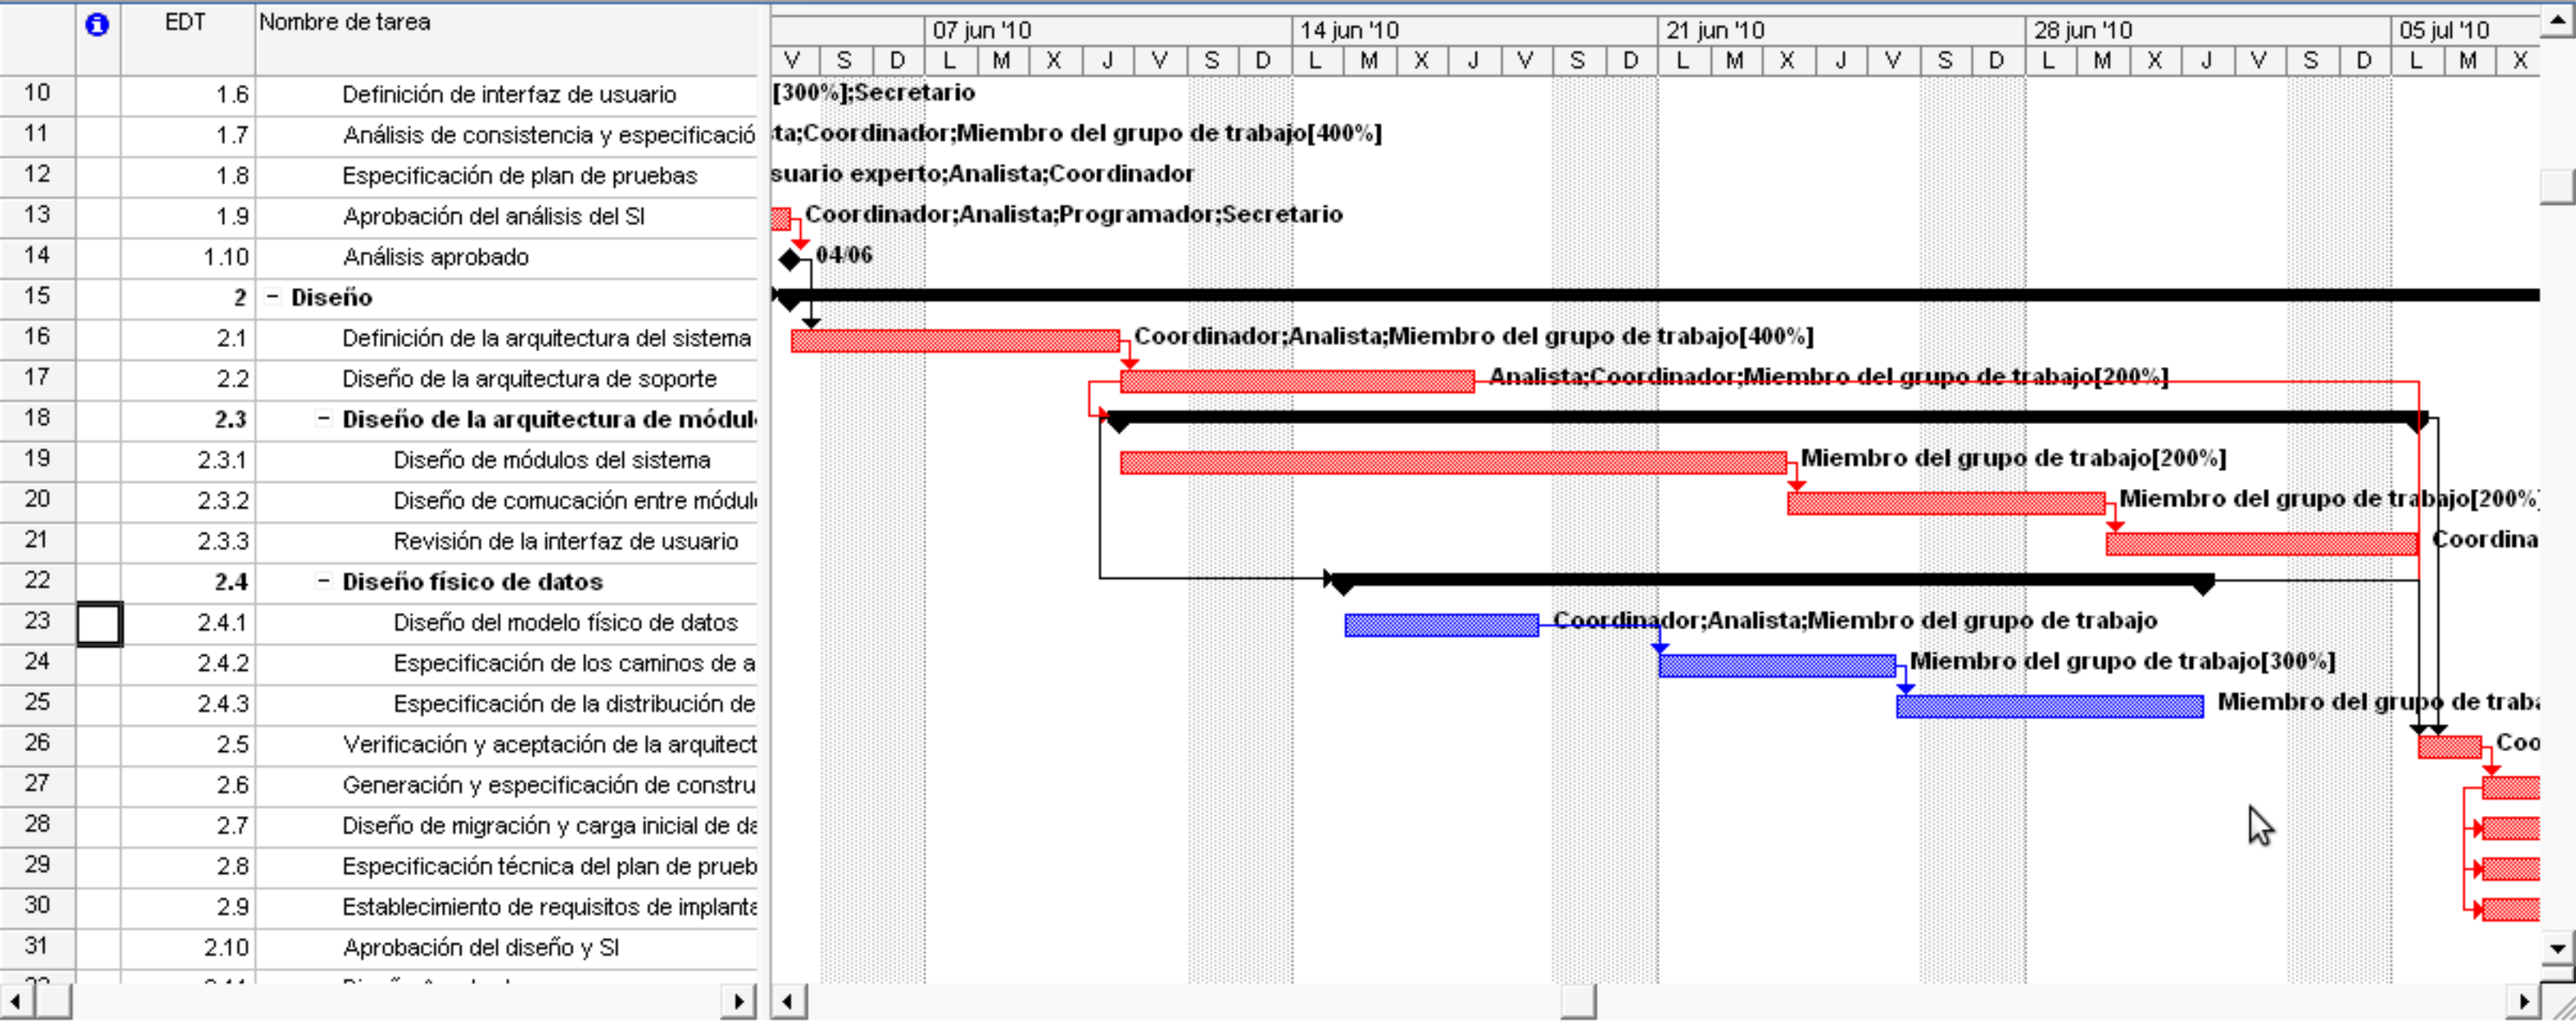 EDT Nombre de tarea
07 jun '10 14 jun '10 21 jun '10 28 jun '10 05 jul '10
V S D L M X J V S D L M X J V S D L M X J V S D L M X J V S D L M X
10 1.6 Definición de interfaz de usuario [300%];Secretario
11 1.7 Análisis de consistencia y especificació ta;Coordinador;Miembro del grupo de trabajo[400%]
12 1.8 Especificación de plan de pruebas suario experto;Analista;Coordinador
13 1.9 Aprobación del análisis del SI Coordinador;Analista;Programador;Secretario
14 1.10 Análisis aprobado 04/06
15 2 - Diseño
16 2.1 Definición de la arquitectura del sistema Coordinador;Analista;Miembro del grupo de trabajo[400%]
17 2.2 Diseño de la arquitectura de soporte Analista;Coordinador;Miembro del grupo de trabajo[200%]
18 2.3 - Diseño de la arquitectura de módul
19 2.3.1 Diseño de módulos del sistema Miembro del grupo de trabajo[200%]
20 2.3.2 Diseño de comucación entre módul Miembro del grupo de trabajo[200%]
21 2.3.3 Revisión de la interfaz de usuario Coordina
22 2.4 - Diseño físico de datos
23 2.4.1 Diseño del modelo físico de datos Coordinador;Analista;Miembro del grupo de trabajo
24 2.4.2 Especificación de los caminos de a Miembro del grupo de trabajo[300%]
25 2.4.3 Especificación de la distribución de Miembro del grupo de traba
26 2.5 Verificación y aceptación de la arquitect Coo
27 2.6 Generación y especificación de constru
28 2.7 Diseño de migración y carga inicial de da
29 2.8 Especificación técnica del plan de prueb
30 2.9 Establecimiento de requisitos de implanta
31 2.10 Aprobación del diseño y SI